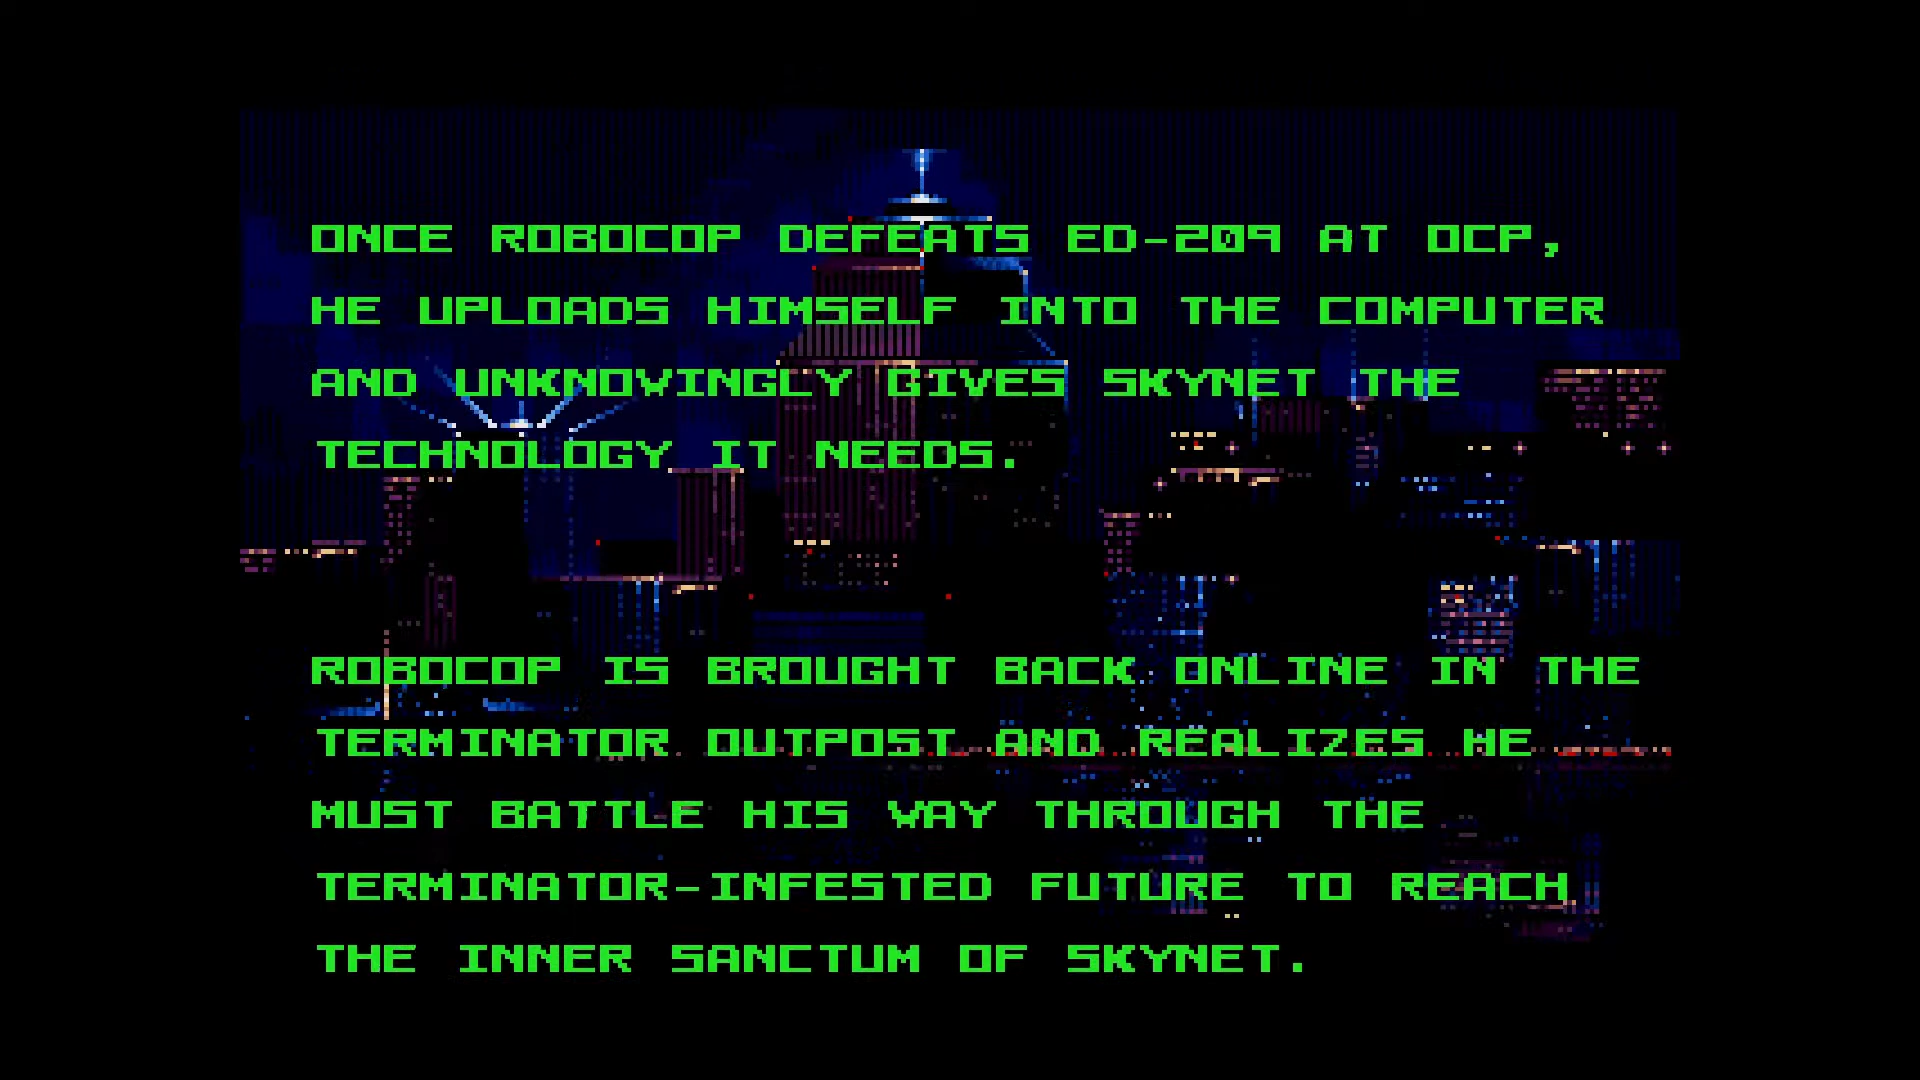 ONCE ROBOCOP DEFEATS ED-209 AT OCP,
HE UPLOADS HIMSELF INTO THE COMPUTER
AND UNKNOWINGLY GIVES SKYNET THE
TECHNOLOGY IT NEEDS.
ROBOCOP IS BROUGHT BACK ONLINE IN THE
TERMINATOR OUTPOST AND REALIZES HE
MUST BATTLE HIS WAY THROUGH THE
TERMINATOR-INFESTED FUTURE TO REACH
THE INNER SANCTUM OF SKYNET.